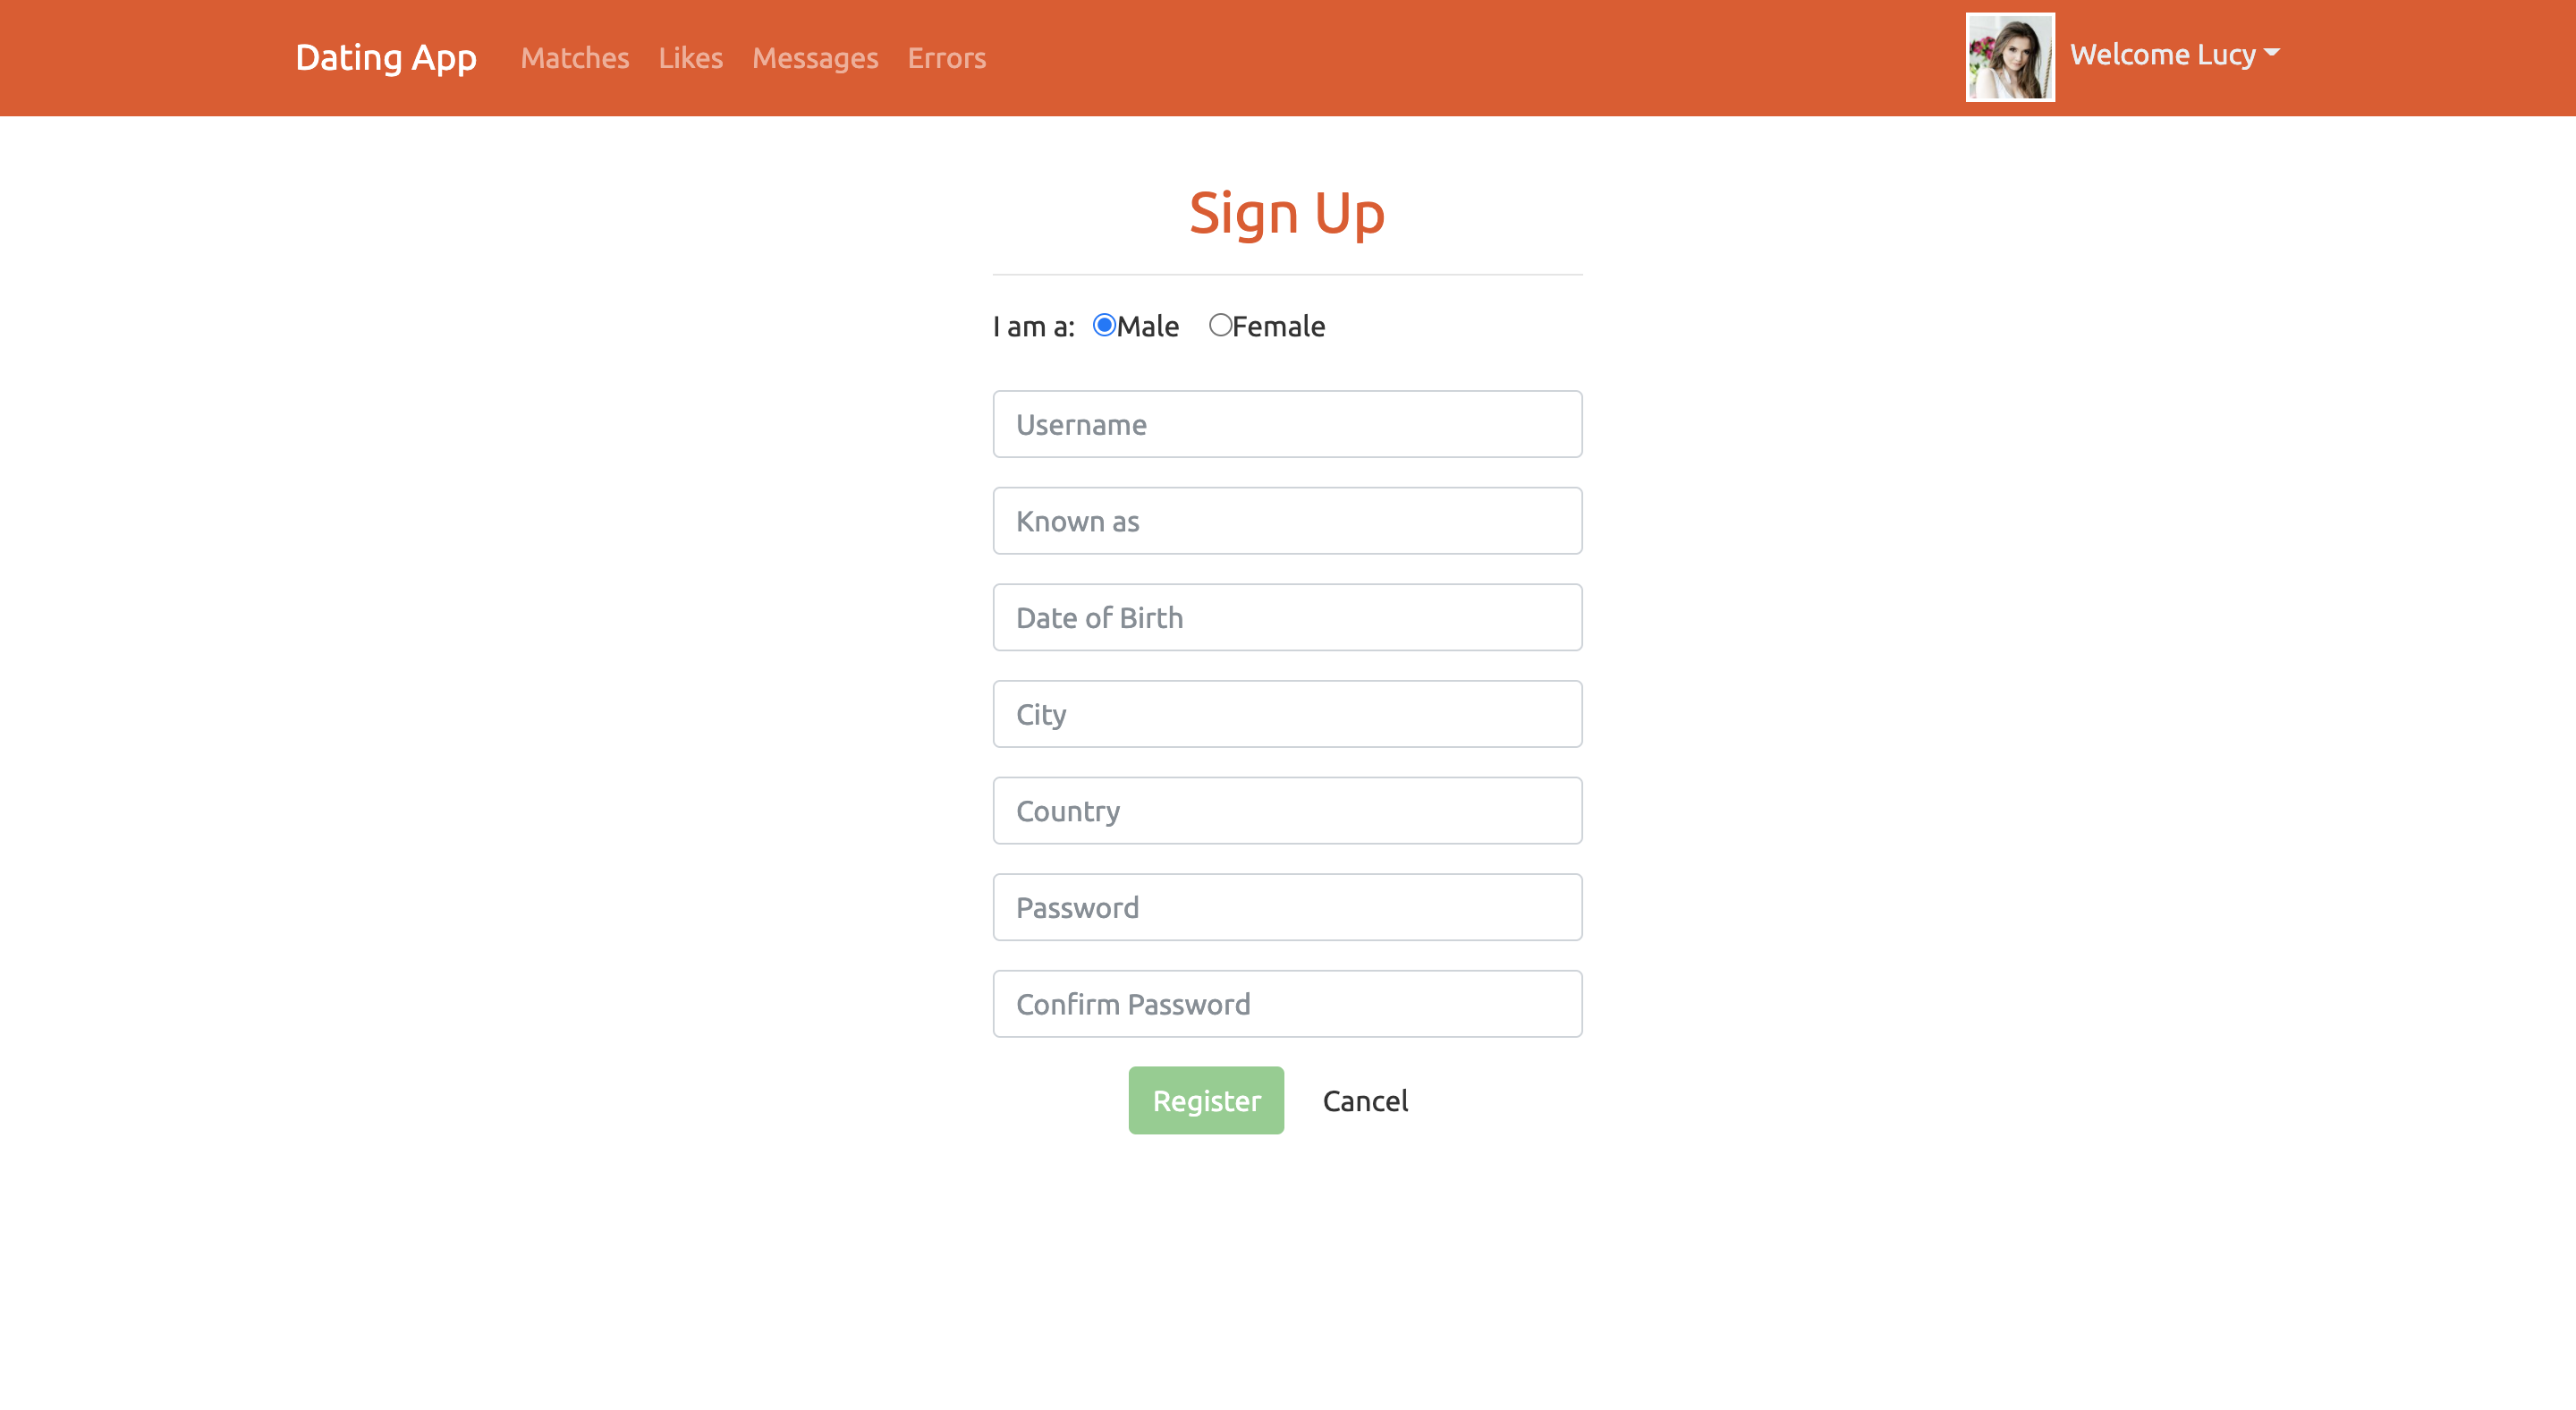 Dating App Matches Likes Messages Errors Welcome Lucy
Sign Up
I am a: Male Female
Username
Known as
Date of Birth
City
Country
Password
Confirm Password
Register Cancel